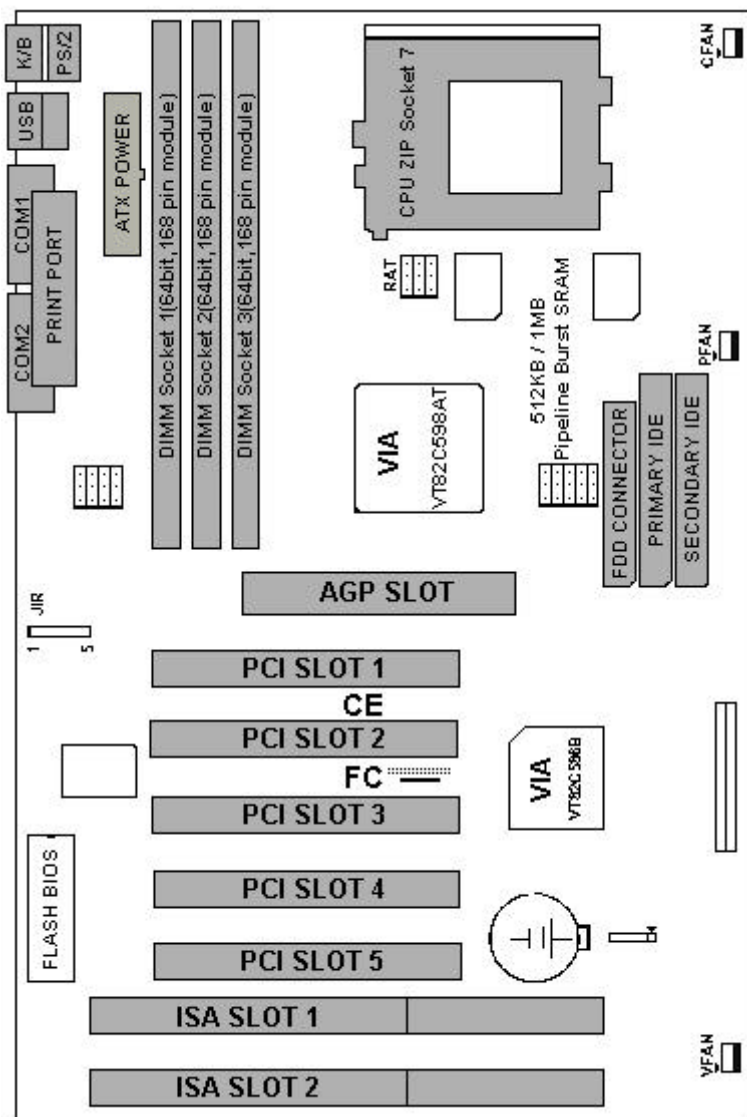 K/B
PS/2
CFAN
USB
ATX POWER
DIMM Socket 1(64bit,168 pin module)
DIMM Socket 2(64bit,168 pin module)
DIMM Socket 3(64bit,168 pin module)
CPU ZIP Socket 7
COM1
PRINT PORT
COM2
RAT
512KB / 1MB
Pipeline Burst SRAM
PFAN
VIA
VT82C598AT
FDD CONNECTOR
PRIMARY IDE
SECONDARY IDE
AGP SLOT
JIR
1
5
PCI SLOT 1
CE
PCI SLOT 2
FC
VIA
VT82C596B
PCI SLOT 3
FLASH BIOS
PCI SLOT 4
PCI SLOT 5
ISA SLOT 1
VFAN
ISA SLOT 2